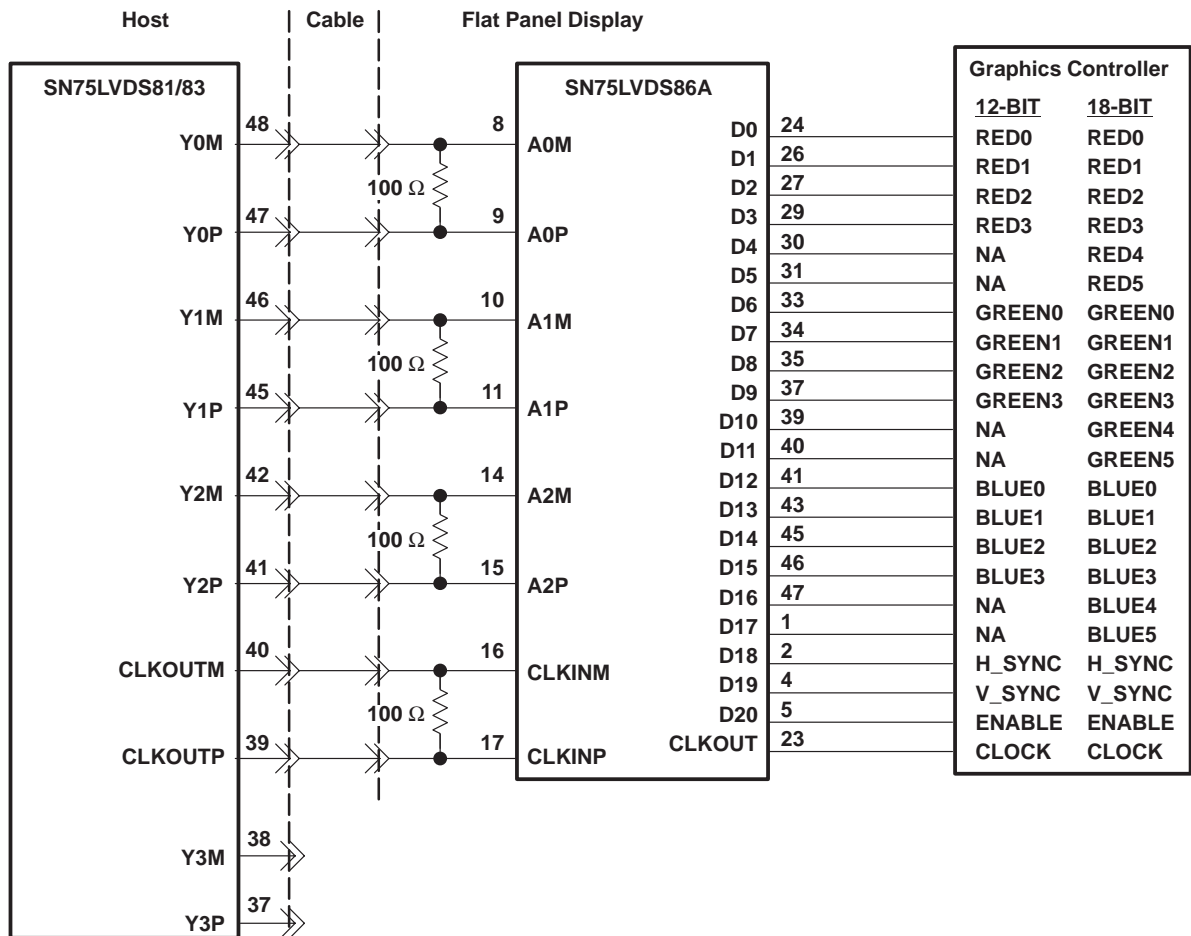 Host Cable Flat Panel Display
SN75LVDS81/83
Y0M 48
Y0P 47
Y1M 46
Y1P 45
Y2M 42
Y2P 41
CLKOUTM 40
CLKOUTP 39
Y3M 38
Y3P 37
100 Ω
100 Ω
100 Ω
100 Ω
SN75LVDS86A
8 A0M
9 A0P
10 A1M
11 A1P
14 A2M
15 A2P
16 CLKINM
17 CLKINP
D0 24
D1 26
D2 27
D3 29
D4 30
D5 31
D6 33
D7 34
D8 35
D9 37
D10 39
D11 40
D12 41
D13 43
D14 45
D15 46
D16 47
D17 1
D18 2
D19 4
D20 5
CLKOUT 23
Graphics Controller
12-BIT 18-BIT
RED0 RED0
RED1 RED1
RED2 RED2
RED3 RED3
NA RED4
NA RED5
GREEN0 GREEN0
GREEN1 GREEN1
GREEN2 GREEN2
GREEN3 GREEN3
NA GREEN4
NA GREEN5
BLUE0 BLUE0
BLUE1 BLUE1
BLUE2 BLUE2
BLUE3 BLUE3
NA BLUE4
NA BLUE5
H_SYNC H_SYNC
V_SYNC V_SYNC
ENABLE ENABLE
CLOCK CLOCK